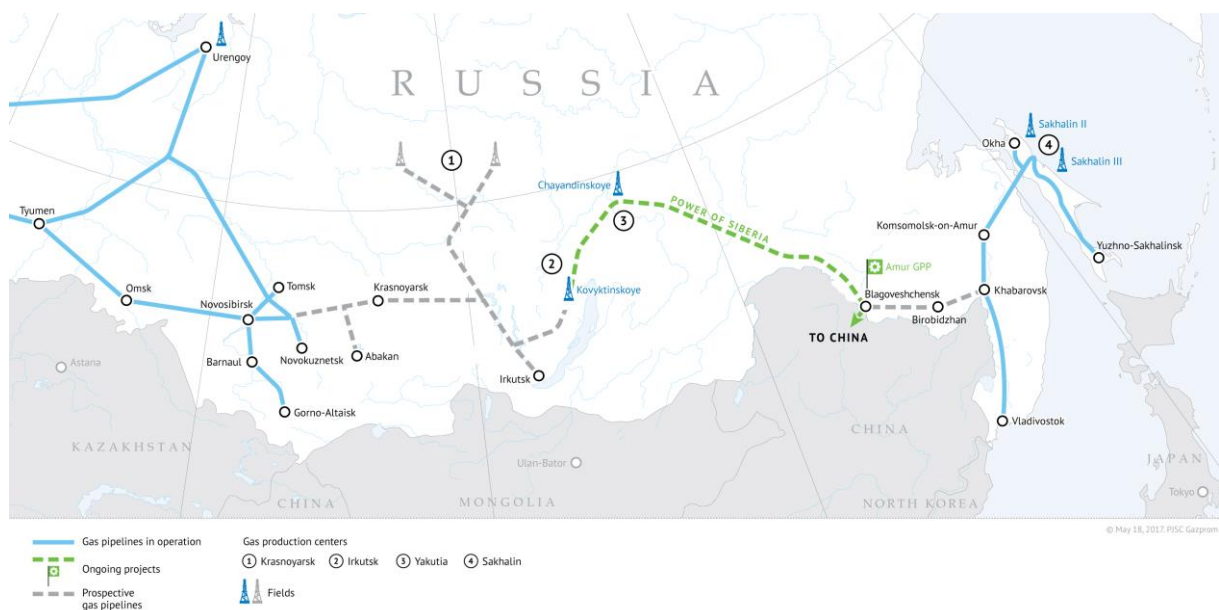 Urengoy
RUSSIA
1
Sakhalin II
Okha
4
Sakhalin III
Chayandinskoye
Tyumen
POWER OF SIBERIA
3
Komsomolsk-on-Amur
Yuzhno-Sakhalinsk
2
Amur GPP
Tomsk
Krasnoyarsk
Kovyktinskoye
Omsk
Novosibirsk
Blagoveshchensk
Khabarovsk
Birobidzhan
TO CHINA
Barnaul
Novokuznetsk
Abakan
Astana
Irkutsk
Gorno-Altaisk
Vladivostok
CHINA
KAZAKHSTAN
Ulan-Bator
JAPAN
Tokyo
CHINA
MONGOLIA
NORTH KOREA
© May 18, 2017. PJSC Gazprom
Gas pipelines in operation
Gas production centers
Ongoing projects
1 Krasnoyarsk 2 Irkutsk 3 Yakutia 4 Sakhalin
Prospective
gas pipelines
Fields